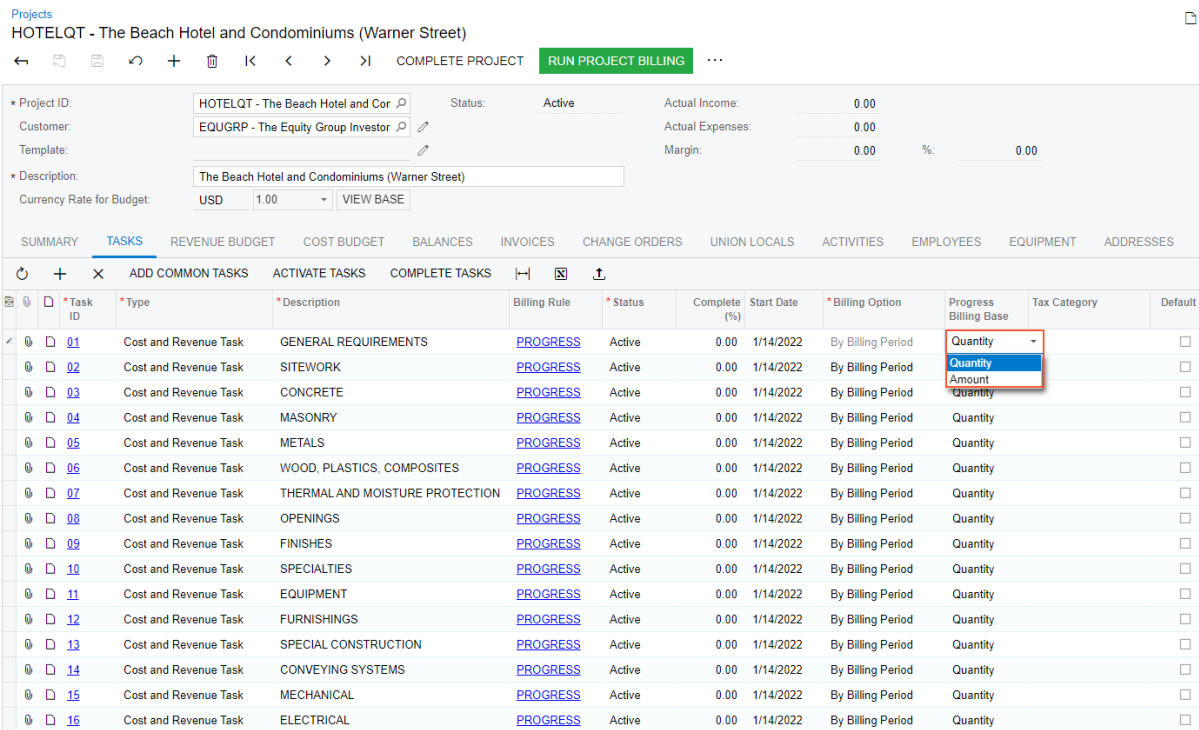 Projects
HOTELQT - The Beach Hotel and Condominiums (Warner Street)
COMPLETE PROJECT RUN PROJECT BILLING ...
* Project ID: HOTELQT - The Beach Hotel and Cor Status: Active Actual Income: 0.00
Customer: EQUGRP - The Equity Group Investor Actual Expenses: 0.00
Template: Margin: 0.00 %: 0.00
* Description: The Beach Hotel and Condominiums (Warner Street)
Currency Rate for Budget: USD 1.00 VIEW BASE
SUMMARY TASKS REVENUE BUDGET COST BUDGET BALANCES INVOICES CHANGE ORDERS UNION LOCALS ACTIVITIES EMPLOYEES EQUIPMENT ADDRESSES
ADD COMMON TASKS ACTIVATE TASKS COMPLETE TASKS
* Task ID * Type * Description Billing Rule * Status Complete (%) Start Date * Billing Option Progress Billing Base Tax Category Default
01 Cost and Revenue Task GENERAL REQUIREMENTS PROGRESS Active 0.00 1/14/2022 By Billing Period Quantity
02 Cost and Revenue Task SITEWORK PROGRESS Active 0.00 1/14/2022 By Billing Period Quantity
Amount
03 Cost and Revenue Task CONCRETE PROGRESS Active 0.00 1/14/2022 By Billing Period Quantity
04 Cost and Revenue Task MASONRY PROGRESS Active 0.00 1/14/2022 By Billing Period Quantity
05 Cost and Revenue Task METALS PROGRESS Active 0.00 1/14/2022 By Billing Period Quantity
06 Cost and Revenue Task WOOD, PLASTICS, COMPOSITES PROGRESS Active 0.00 1/14/2022 By Billing Period Quantity
07 Cost and Revenue Task THERMAL AND MOISTURE PROTECTION PROGRESS Active 0.00 1/14/2022 By Billing Period Quantity
08 Cost and Revenue Task OPENINGS PROGRESS Active 0.00 1/14/2022 By Billing Period Quantity
09 Cost and Revenue Task FINISHES PROGRESS Active 0.00 1/14/2022 By Billing Period Quantity
10 Cost and Revenue Task SPECIALTIES PROGRESS Active 0.00 1/14/2022 By Billing Period Quantity
11 Cost and Revenue Task EQUIPMENT PROGRESS Active 0.00 1/14/2022 By Billing Period Quantity
12 Cost and Revenue Task FURNISHINGS PROGRESS Active 0.00 1/14/2022 By Billing Period Quantity
13 Cost and Revenue Task SPECIAL CONSTRUCTION PROGRESS Active 0.00 1/14/2022 By Billing Period Quantity
14 Cost and Revenue Task CONVEYING SYSTEMS PROGRESS Active 0.00 1/14/2022 By Billing Period Quantity
15 Cost and Revenue Task MECHANICAL PROGRESS Active 0.00 1/14/2022 By Billing Period Quantity
16 Cost and Revenue Task ELECTRICAL PROGRESS Active 0.00 1/14/2022 By Billing Period Quantity